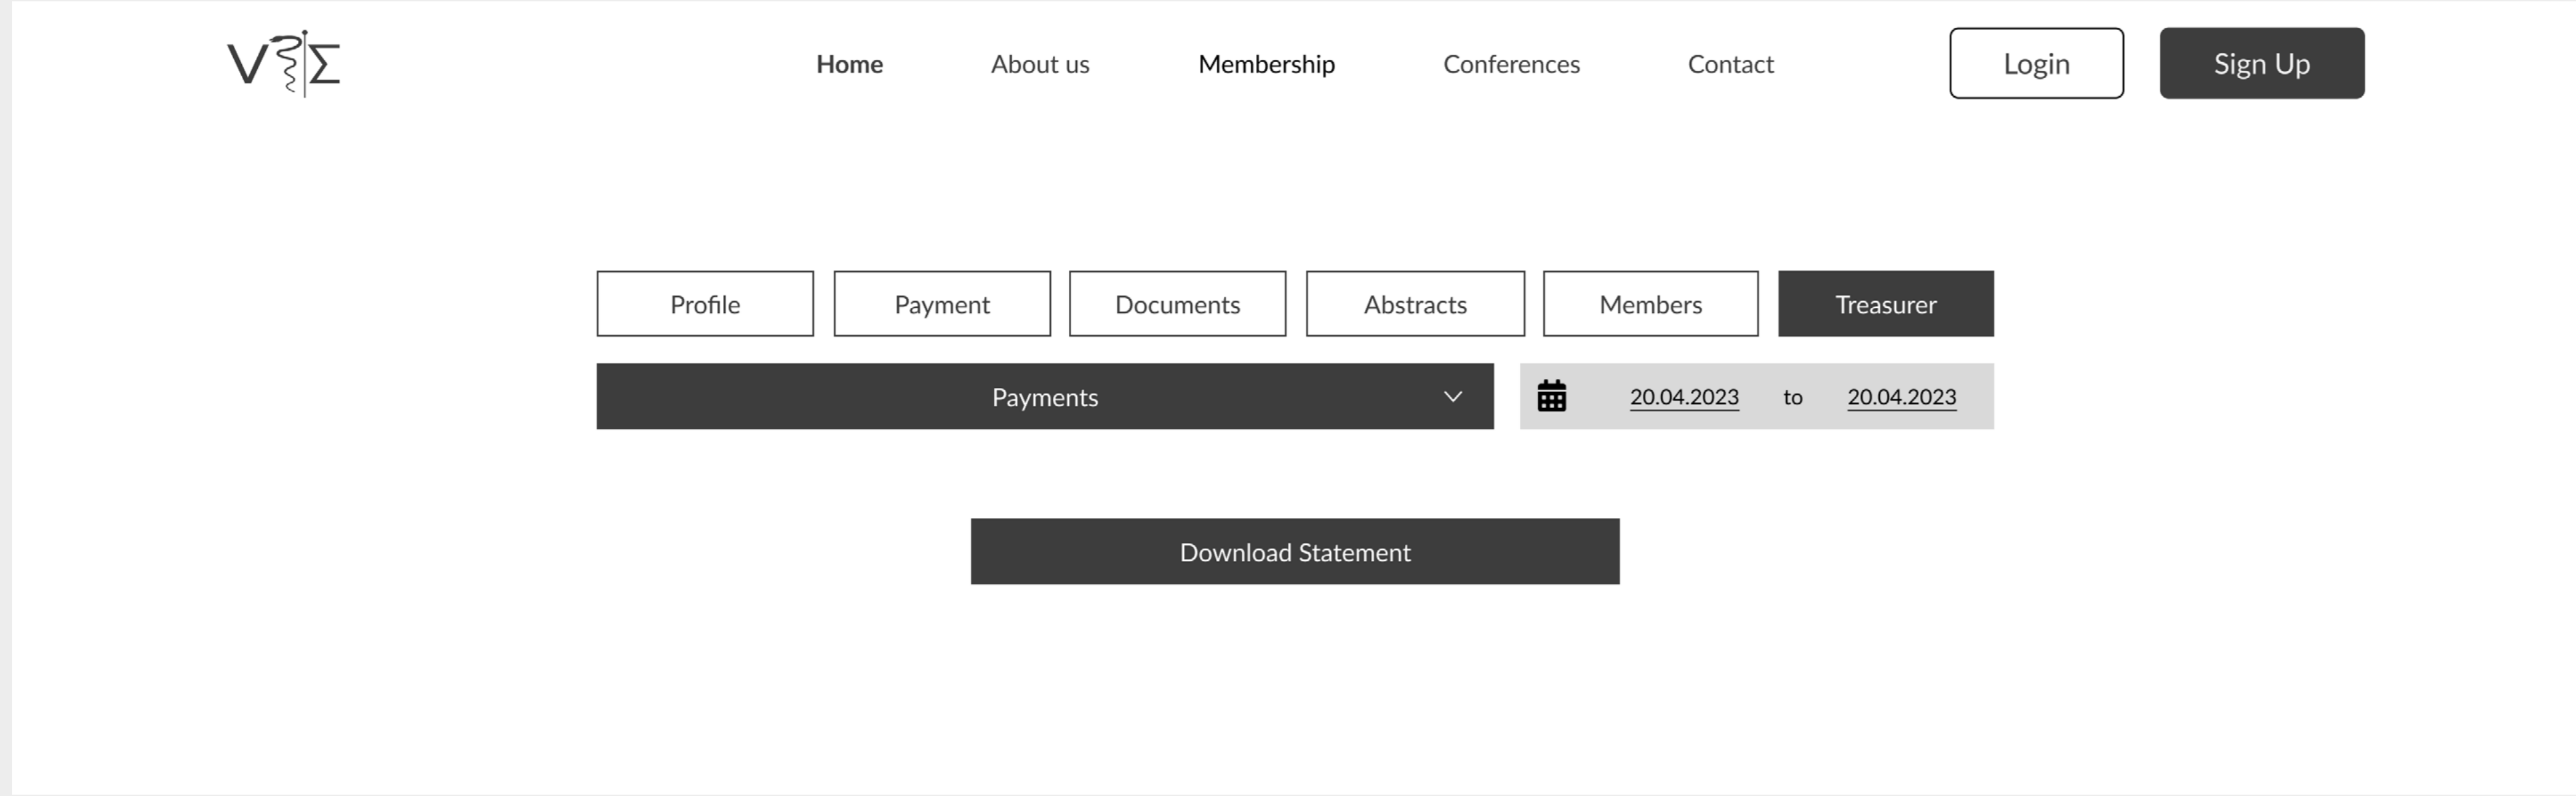 VΣ
Home About us Membership Conferences Contact Login Sign Up
Profile Payment Documents Abstracts Members Treasurer
Payments 20.04.2023 to 20.04.2023
Download Statement